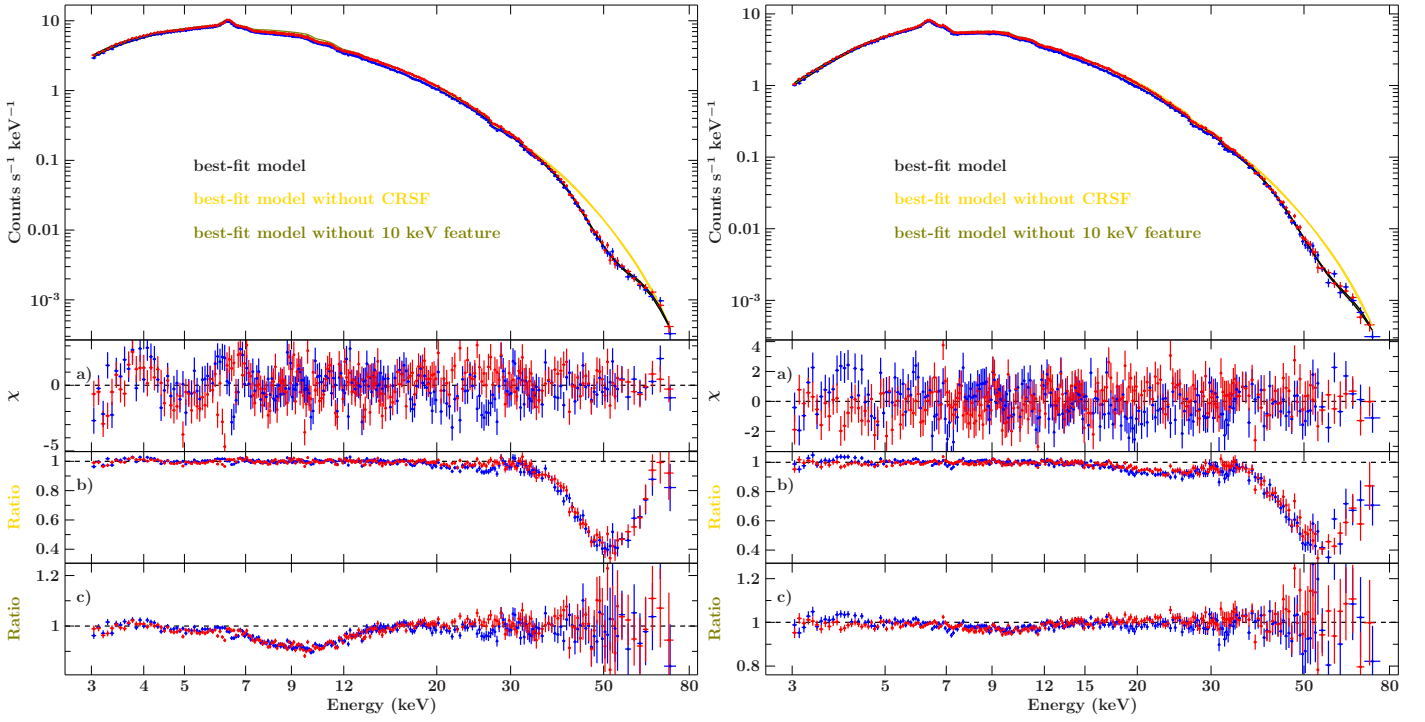 10
1
0.1
0.01
10⁻³
Counts s⁻¹ keV⁻¹
best-fit model
best-fit model without CRSF
best-fit model without 10 keV feature
a)
0
-5
χ
b)
1
0.8
0.6
0.4
Ratio
c)
1.2
1
Ratio
3 4 5 7 9 12 20 30 50 80
Energy (keV)
10
1
0.1
0.01
10⁻³
Counts s⁻¹ keV⁻¹
best-fit model
best-fit model without CRSF
best-fit model without 10 keV feature
a)
4
2
0
-2
χ
b)
1
0.8
0.6
0.4
Ratio
c)
1.2
1
0.8
Ratio
3 4 5 7 9 12 15 20 30 50 80
Energy (keV)